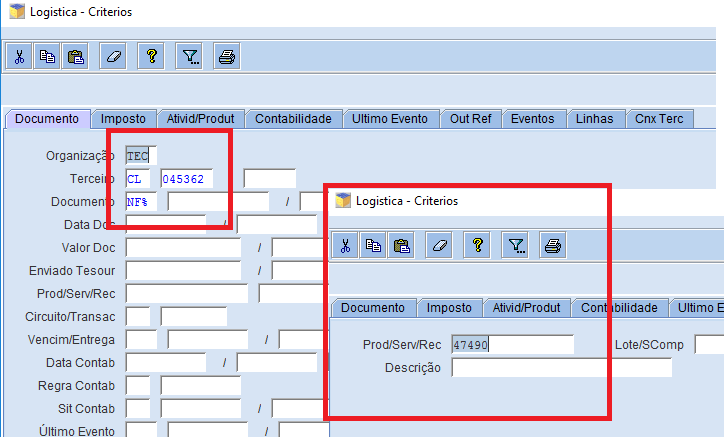 Logistica - Criterios
Documento Imposto Ativid/Produt Contabilidade Ultimo Evento Out Ref Eventos Linhas Cnx Terc
Organização TEC
Terceiro CL 045362
Documento NF% /
Data Doc /
Valor Doc /
Enviado Tesour /
Prod/Serv/Rec
Circuito/Transac
Vencim/Entrega /
Data Contab /
Regra Contab
Sit Contab /
Último Evento /
Logistica - Criterios
Documento Imposto Ativid/Produt Contabilidade Ultimo E
Prod/Serv/Rec 47490 Lote/SComp
Descrição